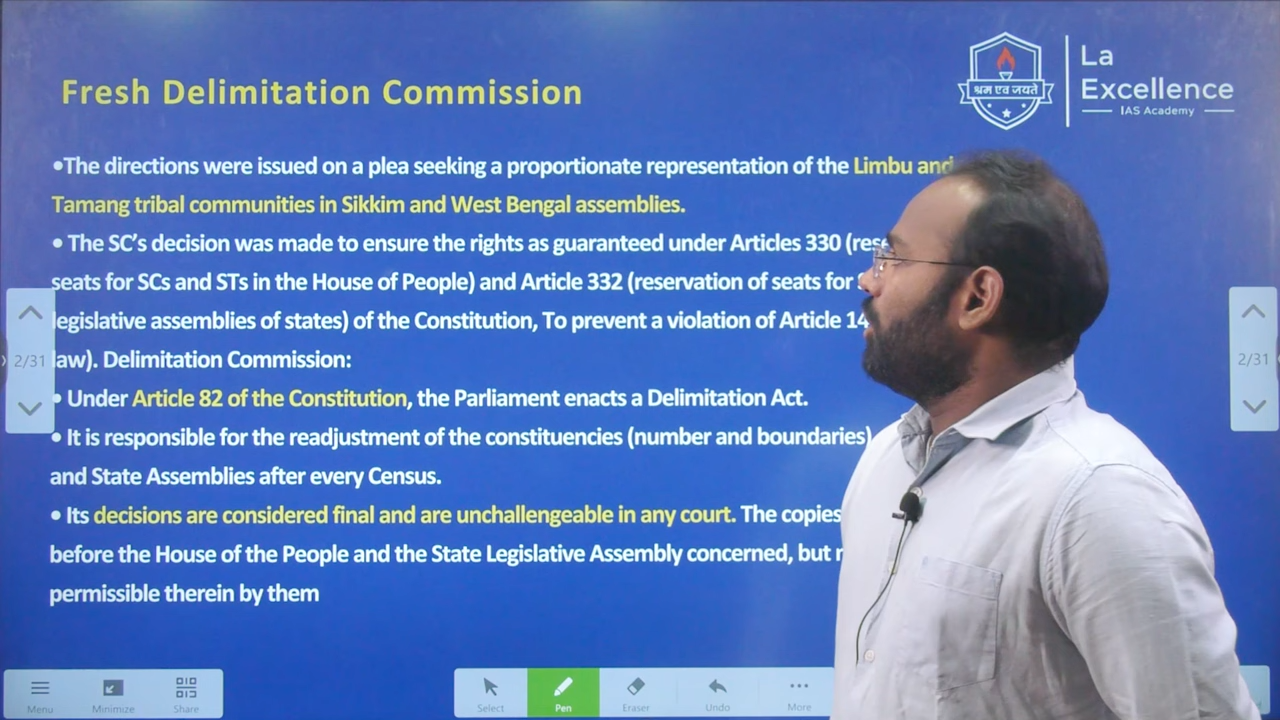 Fresh Delimitation Commission
श्रम एव जयते
La
Excellence
IAS Academy
•The directions were issued on a plea seeking a proportionate representation of the Limbu and
Tamang tribal communities in Sikkim and West Bengal assemblies.
• The SC's decision was made to ensure the rights as guaranteed under Articles 330
seats for SCs and STs in the House of People) and Article 332 (reservation of seats for
legislative assemblies of states) of the Constitution, To prevent a violation of Article 14
law). Delimitation Commission:
• Under Article 82 of the Constitution, the Parliament enacts a Delimitation Act.
• It is responsible for the readjustment of the constituencies (number and boundaries)
and State Assemblies after every Census.
• Its decisions are considered final and are unchallengeable in any court. The copies
before the House of the People and the State Legislative Assembly concerned, but
permissible therein by them
2/31
2/31
Menu
Minimize
Share
Select
Pen
Eraser
Undo
More